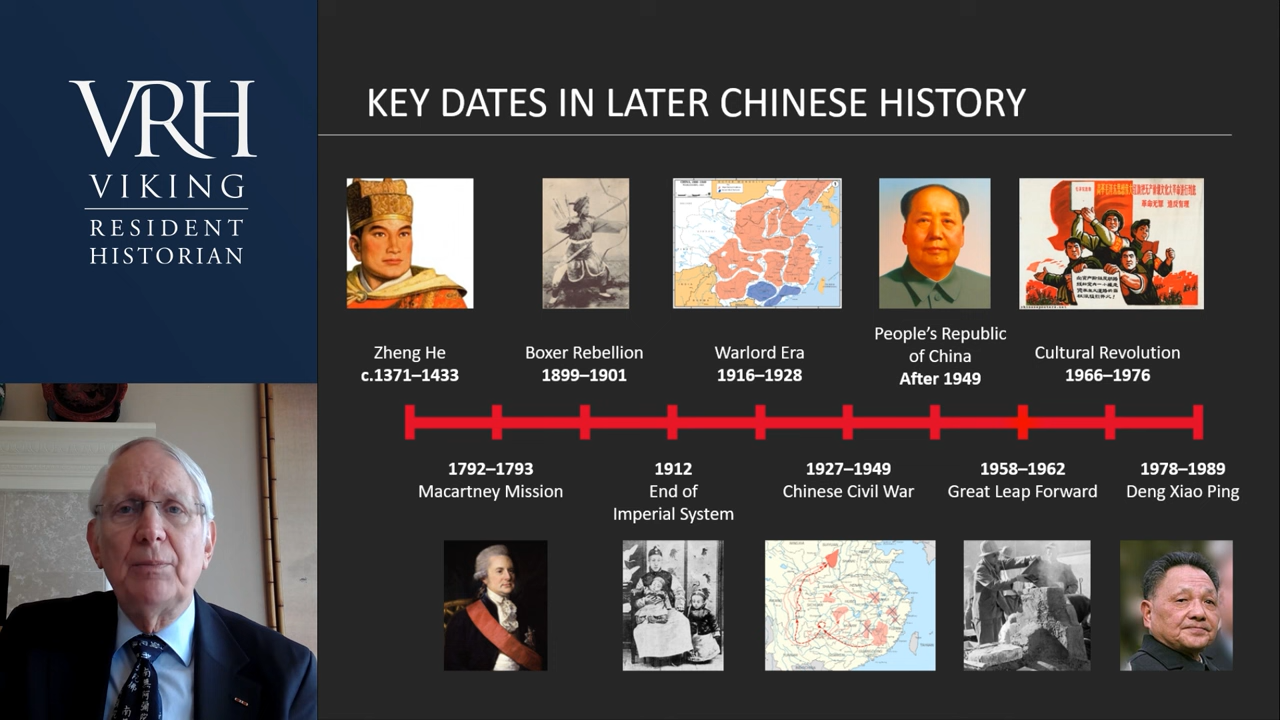 VRH
VIKING
RESIDENT
HISTORIAN
KEY DATES IN LATER CHINESE HISTORY
Zheng He
c.1371–1433
Boxer Rebellion
1899–1901
Warlord Era
1916–1928
People’s Republic
of China
After 1949
Cultural Revolution
1966–1976
1792–1793
Macartney Mission
1912
End of
Imperial System
1927–1949
Chinese Civil War
1958–1962
Great Leap Forward
1978–1989
Deng Xiao Ping